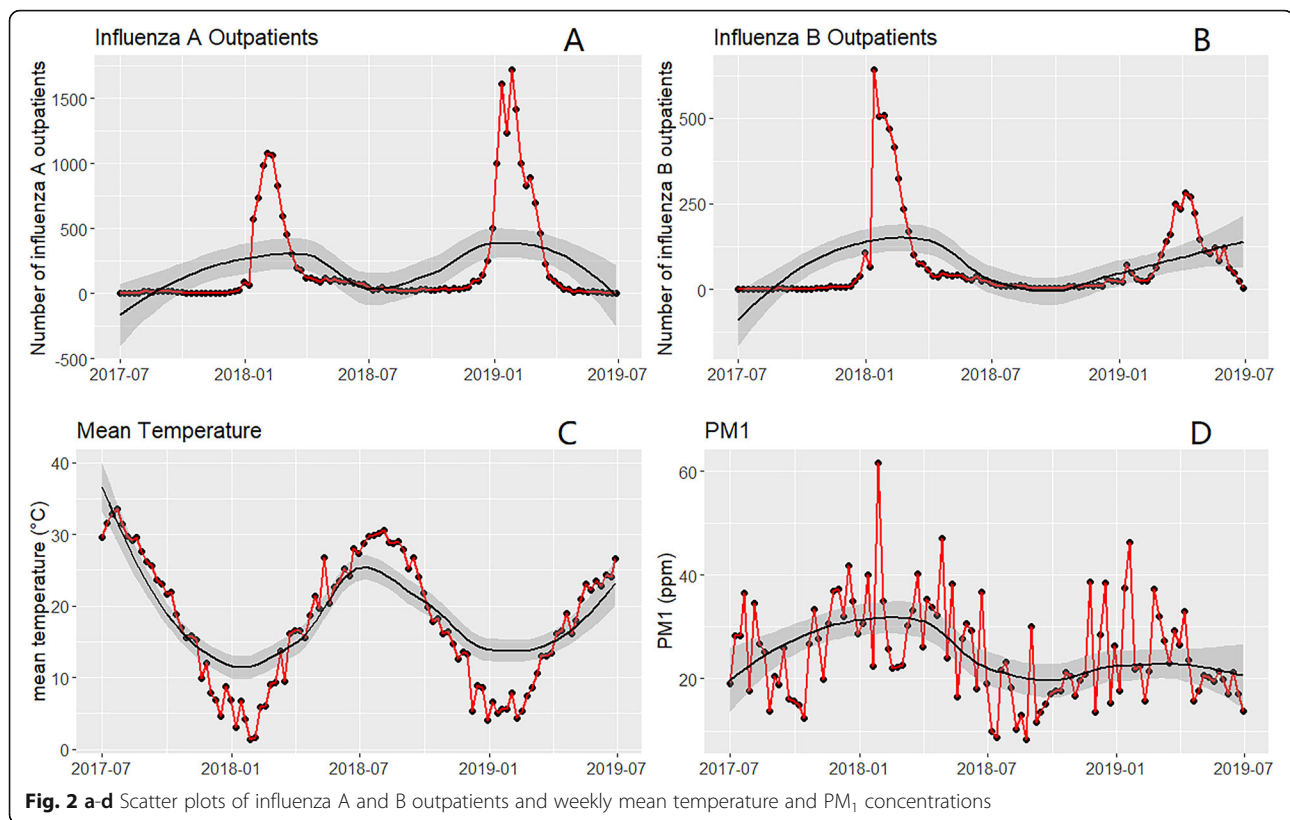 Influenza A Outpatients
A
Number of influenza A outpatients
1500
1000
500
0
-500
2017-07
2018-01
2018-07
2019-01
2019-07
Influenza B Outpatients
B
Number of influenza B outpatients
500
250
0
2017-07
2018-01
2018-07
2019-01
2019-07
Mean Temperature
C
mean temperature (°C)
40
30
20
10
0
2017-07
2018-01
2018-07
2019-01
2019-07
PM1
D
PM1 (ppm)
60
40
20
2017-07
2018-01
2018-07
2019-01
2019-07
Fig. 2 a-d Scatter plots of influenza A and B outpatients and weekly mean temperature and PM₁ concentrations